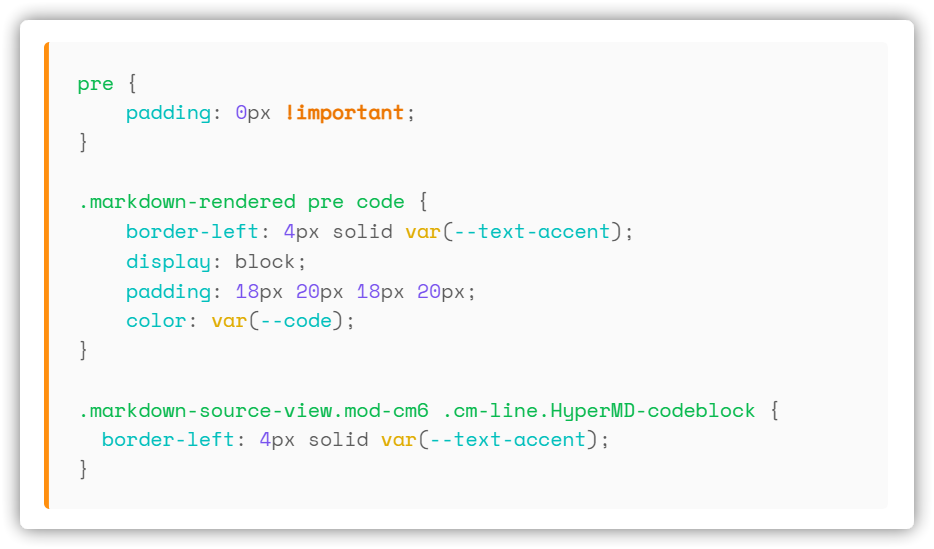 pre {
    padding: 0px !important;
}

.markdown-rendered pre code {
    border-left: 4px solid var(--text-accent);
    display: block;
    padding: 18px 20px 18px 20px;
    color: var(--code);
}

.markdown-source-view.mod-cm6 .cm-line.HyperMD-codeblock {
  border-left: 4px solid var(--text-accent);
}